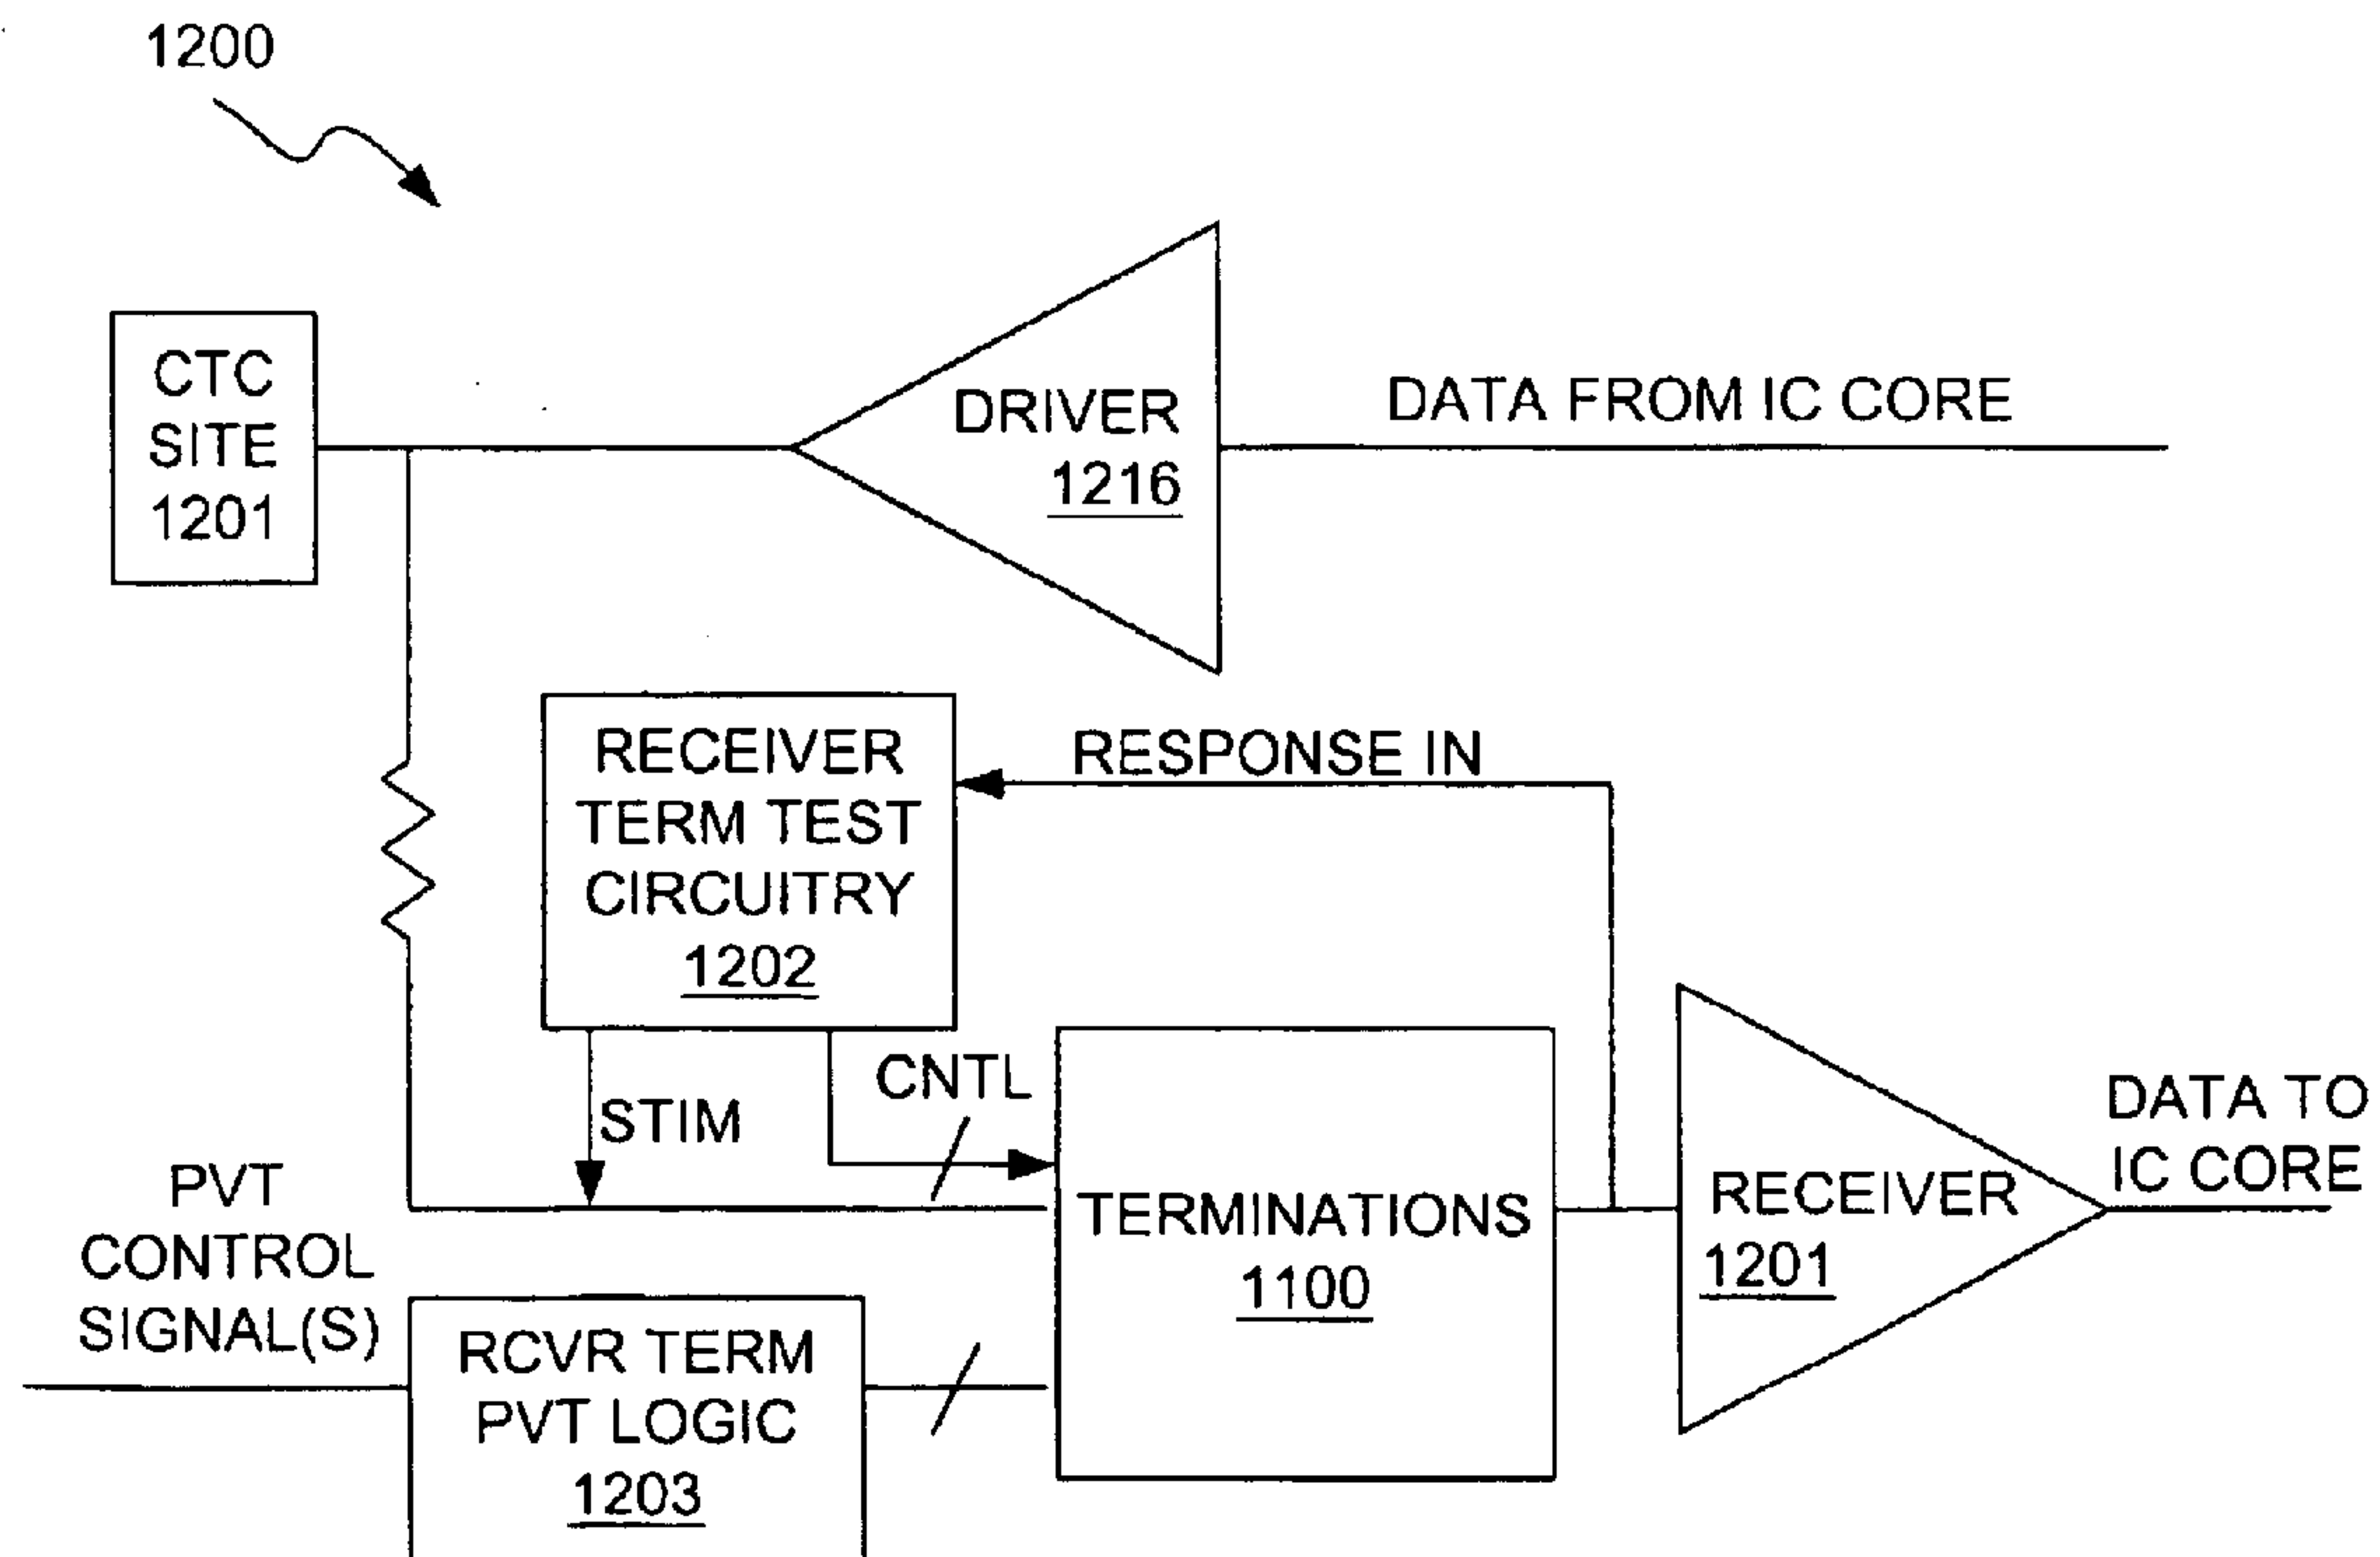 1200
CTC
SITE
1201
DRIVER
1216
DATA FROM IC CORE
RECEIVER
TERM TEST
CIRCUITRY
1202
RESPONSE IN
STIM
CNTL
TERMINATIONS
1100
RECEIVER
1201
DATA TO
IC CORE
PVT
CONTROL
SIGNAL(S)
RCVR TERM
PVT LOGIC
1203